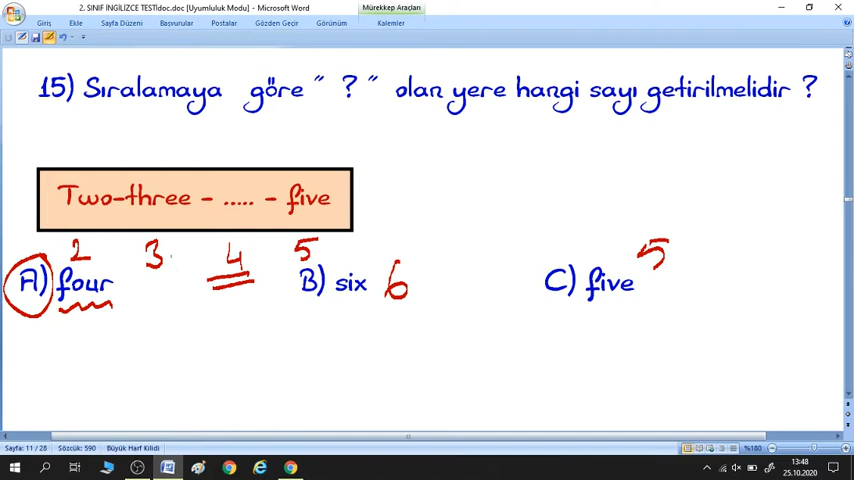 2. SINIF İNGİLİZCE TEST!doc.doc [Uyumluluk Modu] - Microsoft Word
Mürekkep Araçları
Giriş Ekle Sayfa Düzeni Başvurular Postalar Gözden Geçir Görünüm Kalemler
15) Sıralamaya göre " ? " olan yere hangi sayı getirilmelidir ?
Two-three - ..... - five
2 3 4 5 5
A) four B) six 6 C) five
Sayfa: 11 / 28 Sözcük: 590 Büyük Harf Kilidi %180
13:48
25.10.2020